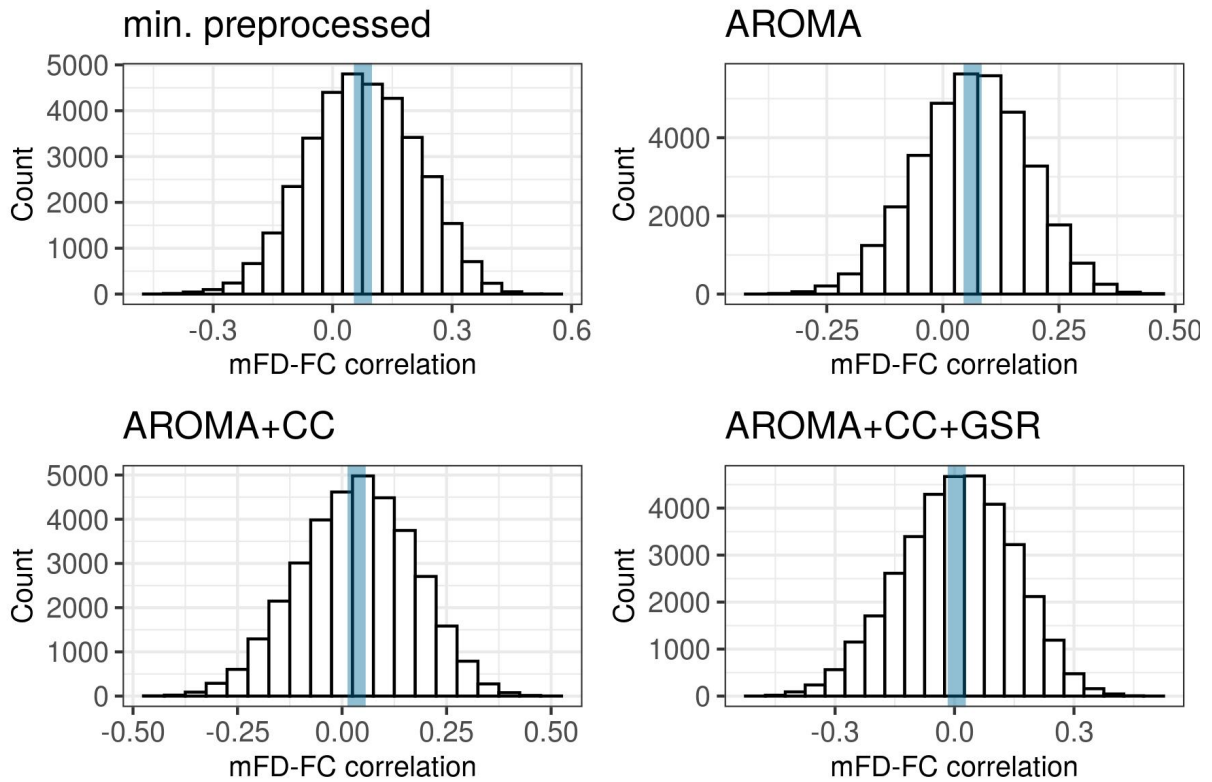 min. preprocessed
Count
5000
4000
3000
2000
1000
0
-0.3 0.0 0.3 0.6
mFD-FC correlation
AROMA
Count
4000
2000
0
-0.25 0.00 0.25 0.50
mFD-FC correlation
AROMA+CC
Count
5000
4000
3000
2000
1000
0
-0.50 -0.25 0.00 0.25 0.50
mFD-FC correlation
AROMA+CC+GSR
Count
4000
3000
2000
1000
0
-0.3 0.0 0.3
mFD-FC correlation